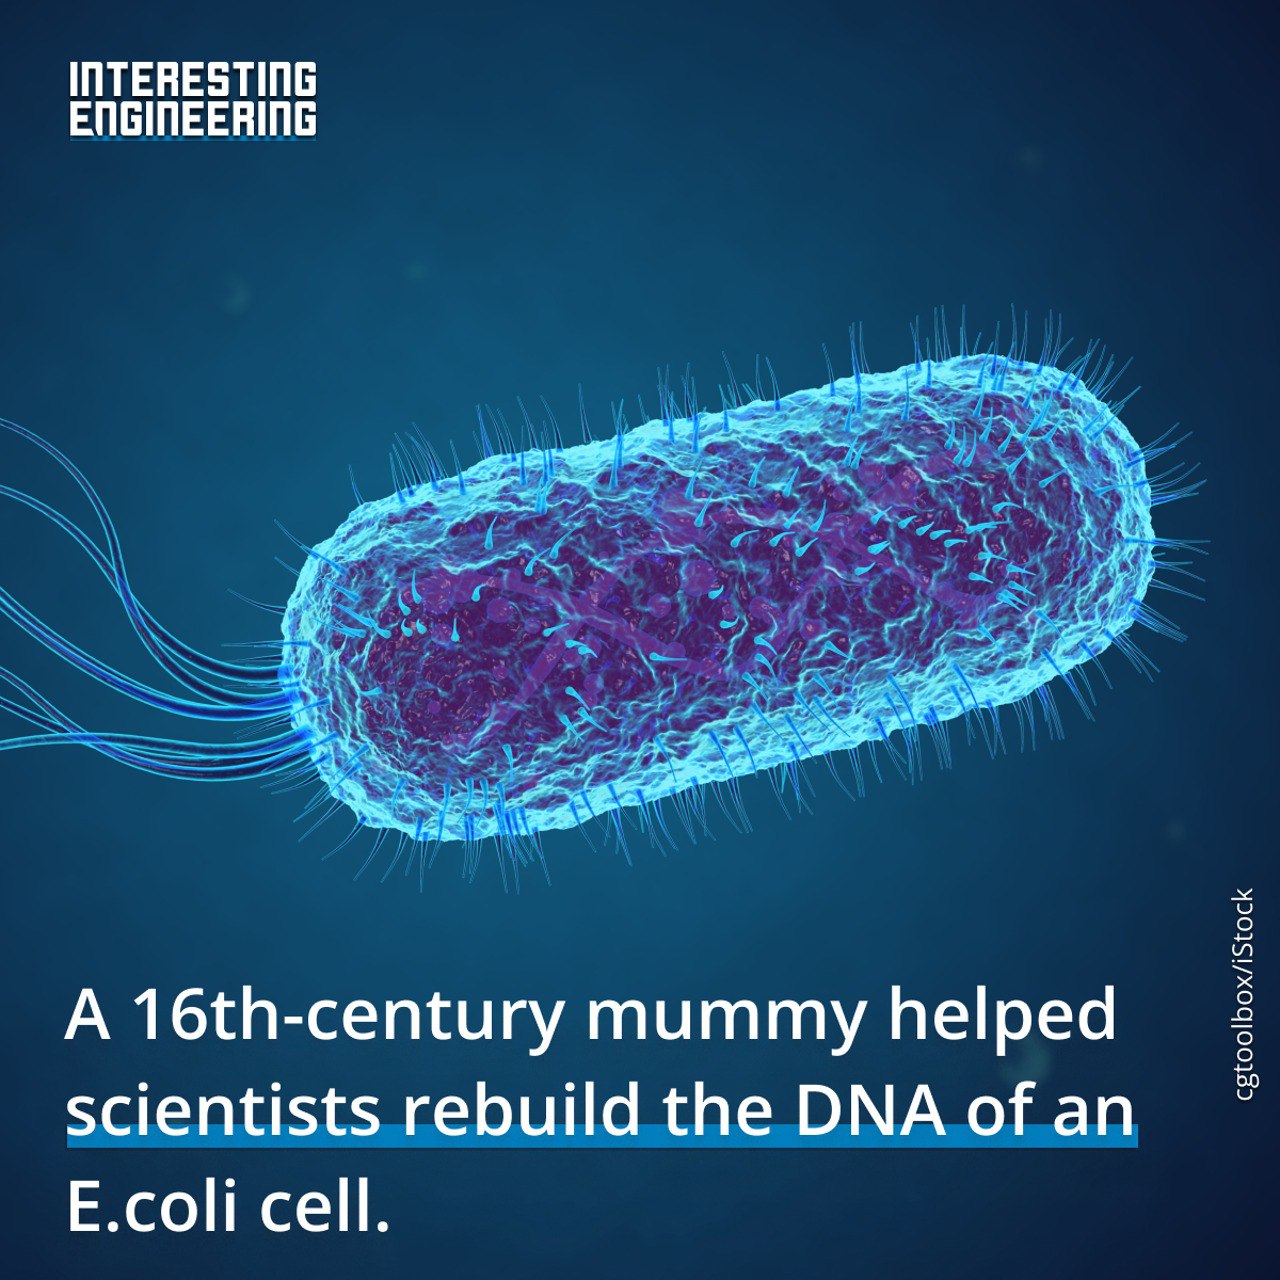 INTERESTING
ENGINEERING
A 16th-century mummy helped
scientists rebuild the DNA of an
E.coli cell.
cgtoolbox/iStock